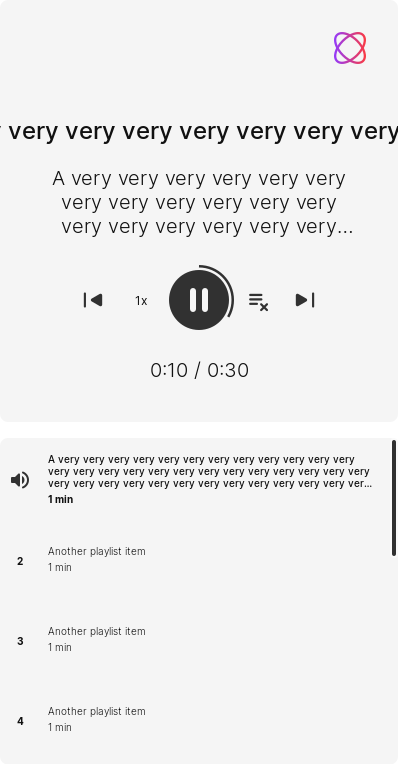 very very very very very very very
A very very very very very very
very very very very very very
very very very very very very...
1x
0:10 / 0:30
A very very very very very very very very very very very very
very very very very very very very very very very very very very
very very very very very very very very very very very very ver...
1 min
2
Another playlist item
1 min
3
Another playlist item
1 min
4
Another playlist item
1 min